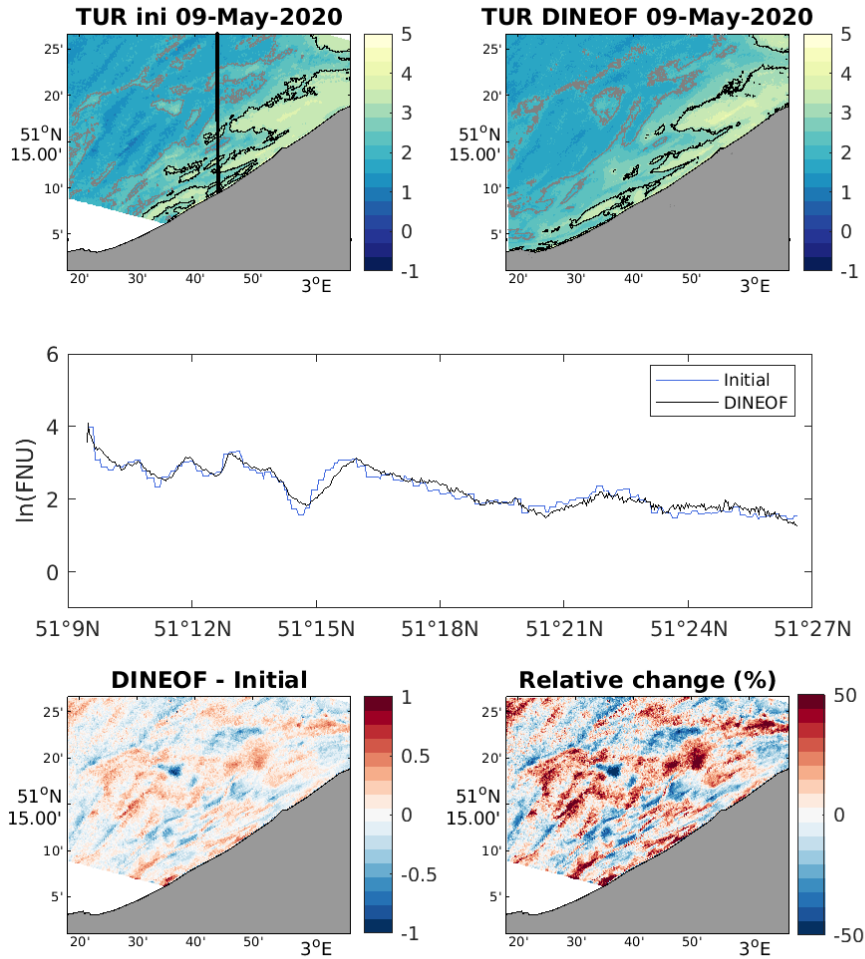 TUR ini 09-May-2020
TUR DINEOF 09-May-2020
25'
20'
51°N
15.00'
10'
5'
20'
30'
40'
50'
3°E
5
4
3
2
1
0
-1
25'
20'
51°N
15.00'
10'
5'
20'
30'
40'
50'
3°E
5
4
3
2
1
0
-1
6
4
2
0
ln(FNU)
Initial
DINEOF
51°9N
51°12N
51°15N
51°18N
51°21N
51°24N
51°27N
DINEOF - Initial
Relative change (%)
25'
20'
51°N
15.00'
10'
5'
20'
30'
40'
50'
3°E
1
0.5
0
-0.5
-1
25'
20'
51°N
15.00'
10'
5'
20'
30'
40'
50'
3°E
50
0
-50